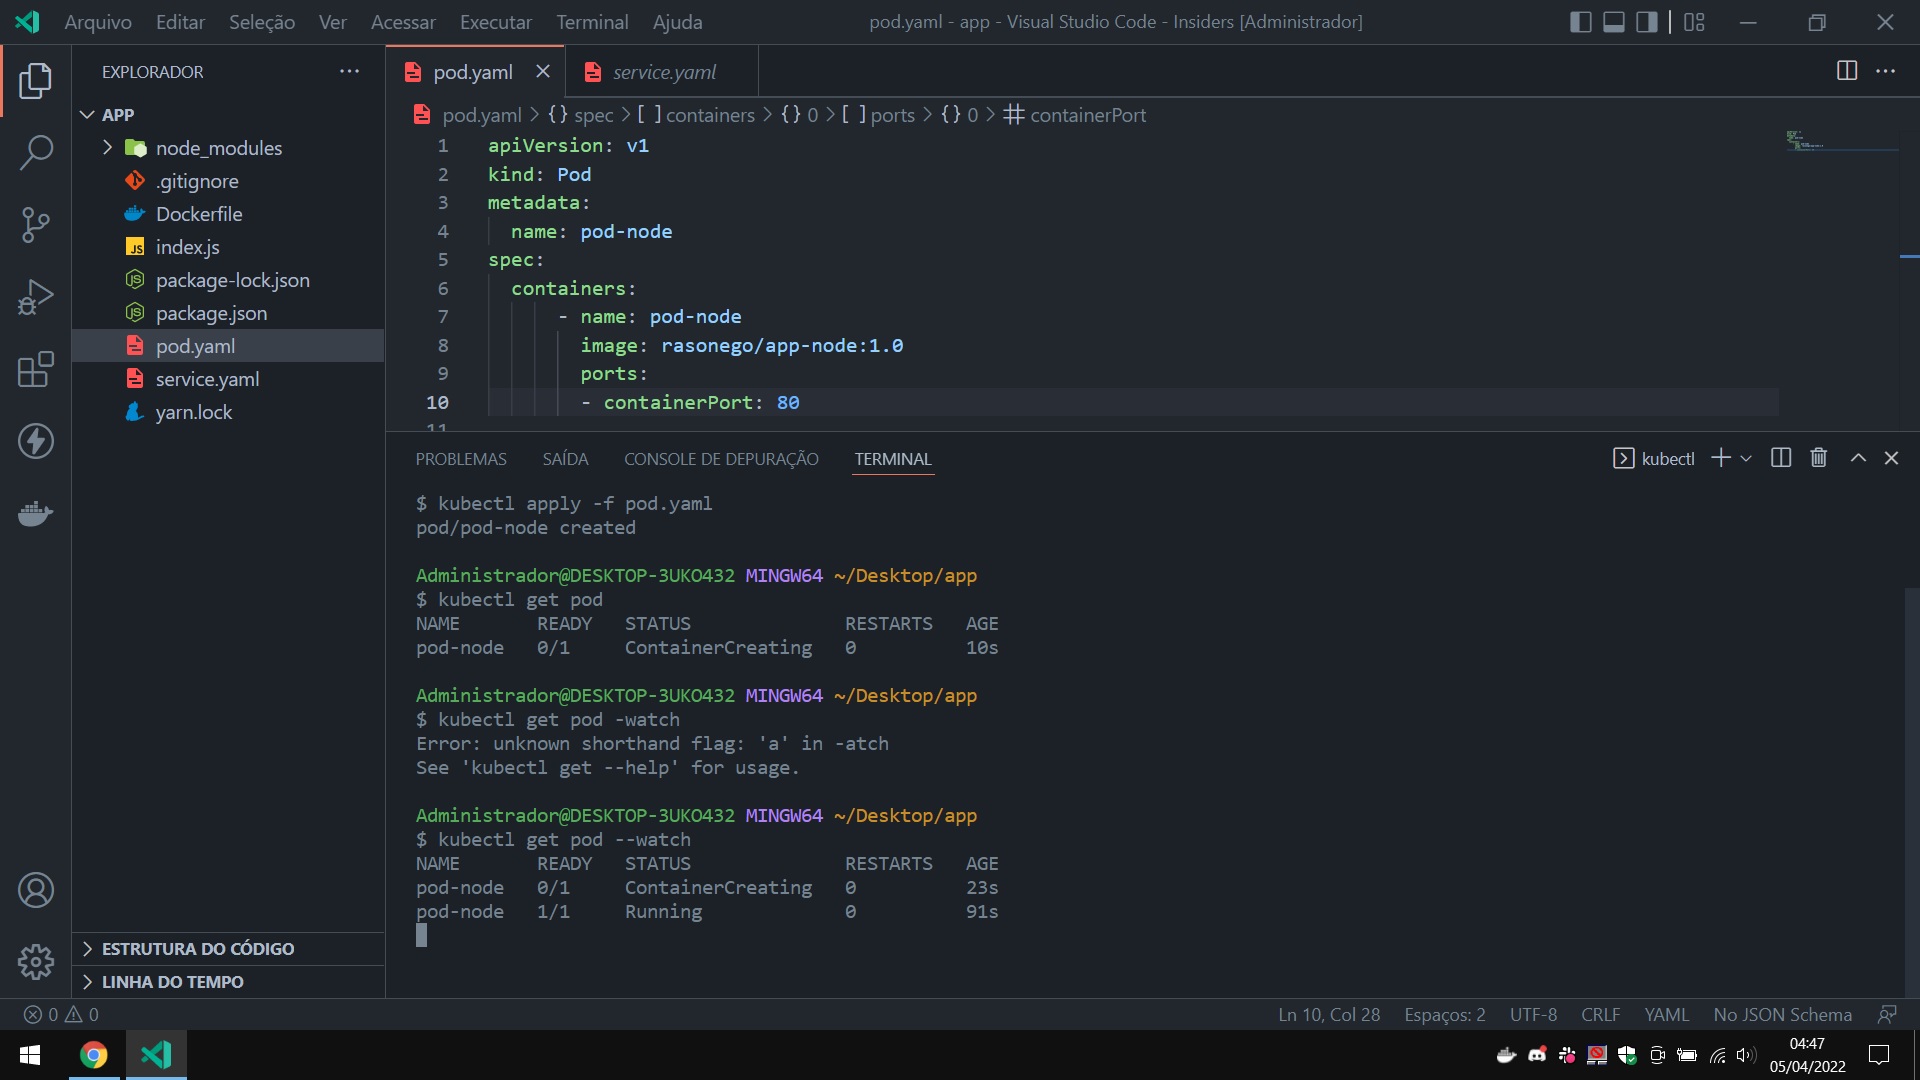 Arquivo Editar Seleção Ver Acessar Executar Terminal Ajuda pod.yaml - app - Visual Studio Code - Insiders [Administrador]
EXPLORADOR
APP
node_modules
.gitignore
Dockerfile
index.js
package-lock.json
package.json
pod.yaml
service.yaml
yarn.lock
ESTRUTURA DO CÓDIGO
LINHA DO TEMPO
pod.yaml service.yaml
pod.yaml > {} spec > [ ] containers > {} 0 > [ ] ports > {} 0 > # containerPort
1 apiVersion: v1
2 kind: Pod
3 metadata:
4 name: pod-node
5 spec:
6 containers:
7 - name: pod-node
8 image: rasonego/app-node:1.0
9 ports:
10 - containerPort: 80
11
PROBLEMAS SAÍDA CONSOLE DE DEPURAÇÃO TERMINAL kubectl
$ kubectl apply -f pod.yaml
pod/pod-node created
Administrador@DESKTOP-3UKO432 MINGW64 ~/Desktop/app
$ kubectl get pod
NAME READY STATUS RESTARTS AGE
pod-node 0/1 ContainerCreating 0 10s
Administrador@DESKTOP-3UKO432 MINGW64 ~/Desktop/app
$ kubectl get pod -watch
Error: unknown shorthand flag: 'a' in -atch
See 'kubectl get --help' for usage.
Administrador@DESKTOP-3UKO432 MINGW64 ~/Desktop/app
$ kubectl get pod --watch
NAME READY STATUS RESTARTS AGE
pod-node 0/1 ContainerCreating 0 23s
pod-node 1/1 Running 0 91s
0 0 Ln 10, Col 28 Espaços: 2 UTF-8 CRLF YAML No JSON Schema
04:47
05/04/2022